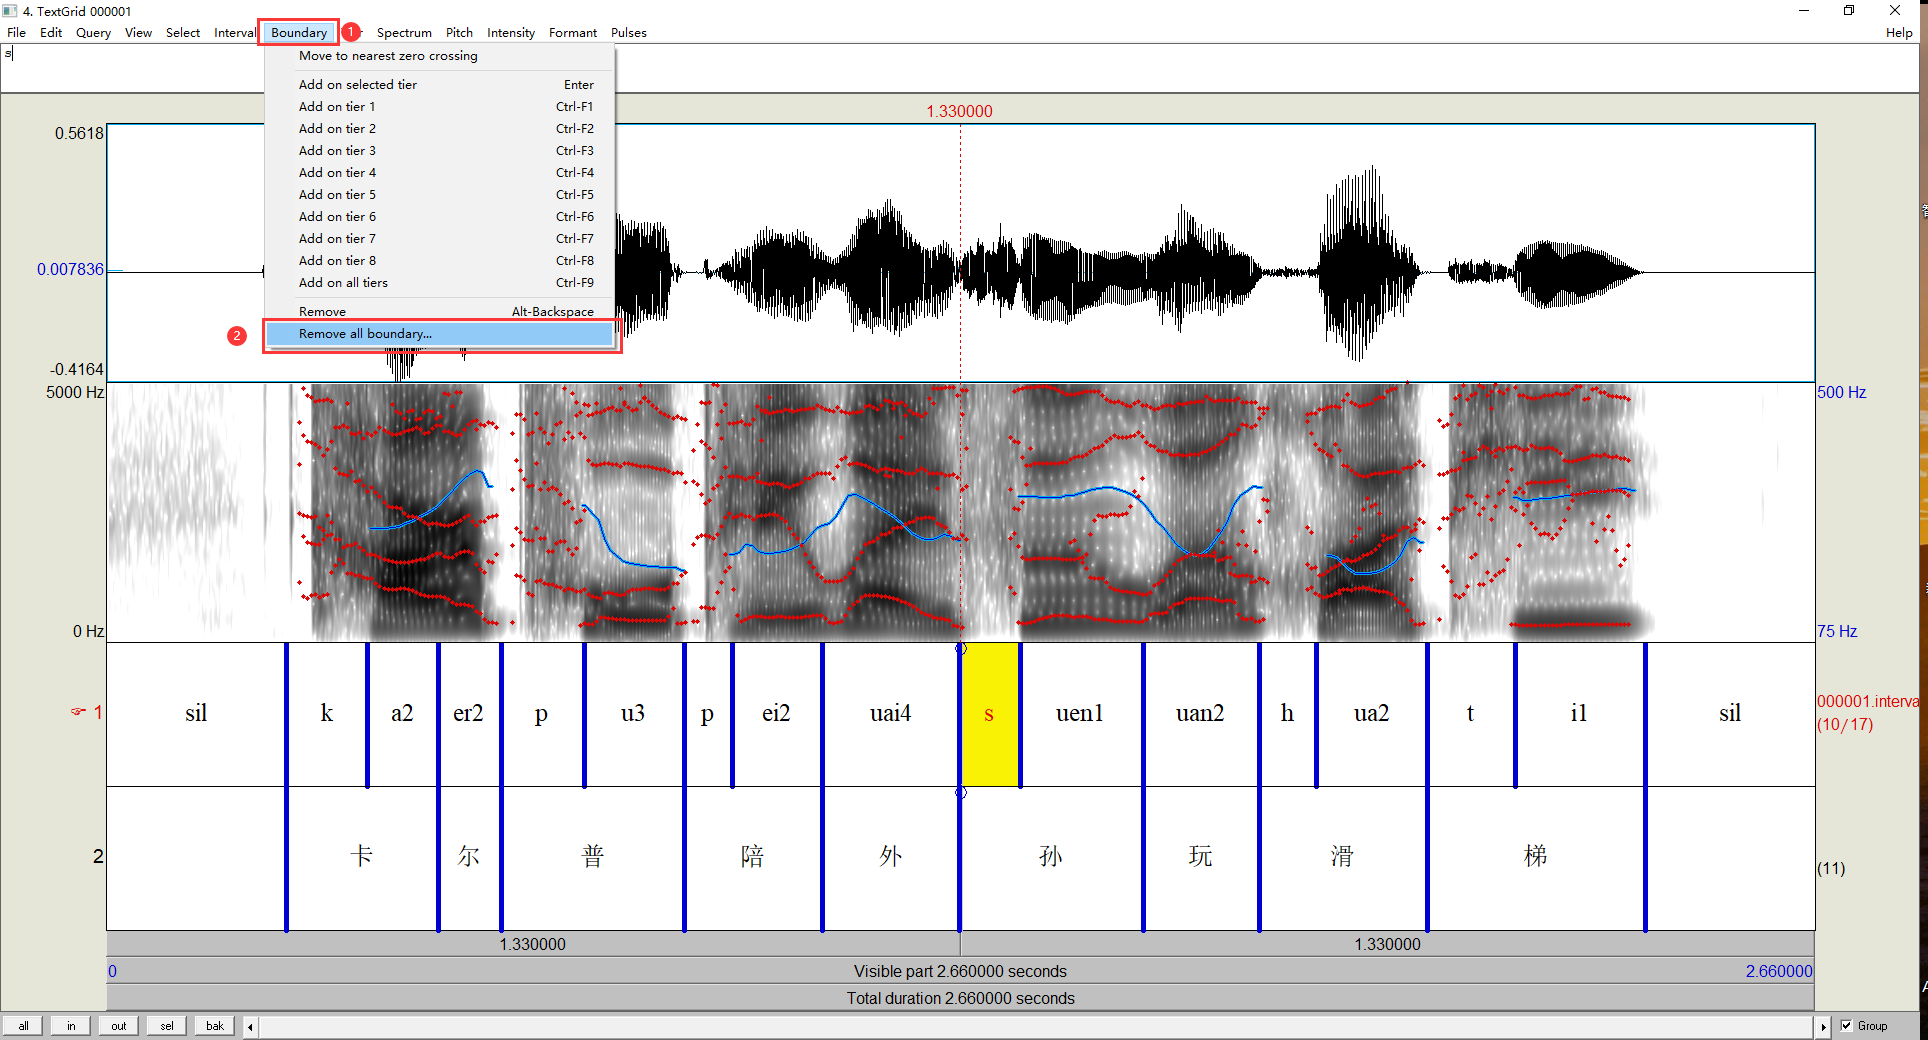 4. TextGrid 000001
File Edit Query View Select Interval Boundary 1 Spectrum Pitch Intensity Formant Pulses Help
s
Move to nearest zero crossing
Add on selected tier Enter
Add on tier 1 Ctrl-F1
Add on tier 2 Ctrl-F2
Add on tier 3 Ctrl-F3
Add on tier 4 Ctrl-F4
Add on tier 5 Ctrl-F5
Add on tier 6 Ctrl-F6
Add on tier 7 Ctrl-F7
Add on tier 8 Ctrl-F8
Add on all tiers Ctrl-F9
Remove Alt-Backspace
2 Remove all boundary...
1.330000
0.5618
0.007836
-0.4164
5000 Hz 500 Hz
0 Hz 75 Hz
1 sil k a2 er2 p u3 p ei2 uai4 s uen1 uan2 h ua2 t i1 sil 000001.interva
(10/17)
2 卡 尔 普 陪 外 孙 玩 滑 梯 (11)
1.330000 1.330000
0 Visible part 2.660000 seconds 2.660000
Total duration 2.660000 seconds
all in out sel bak Group